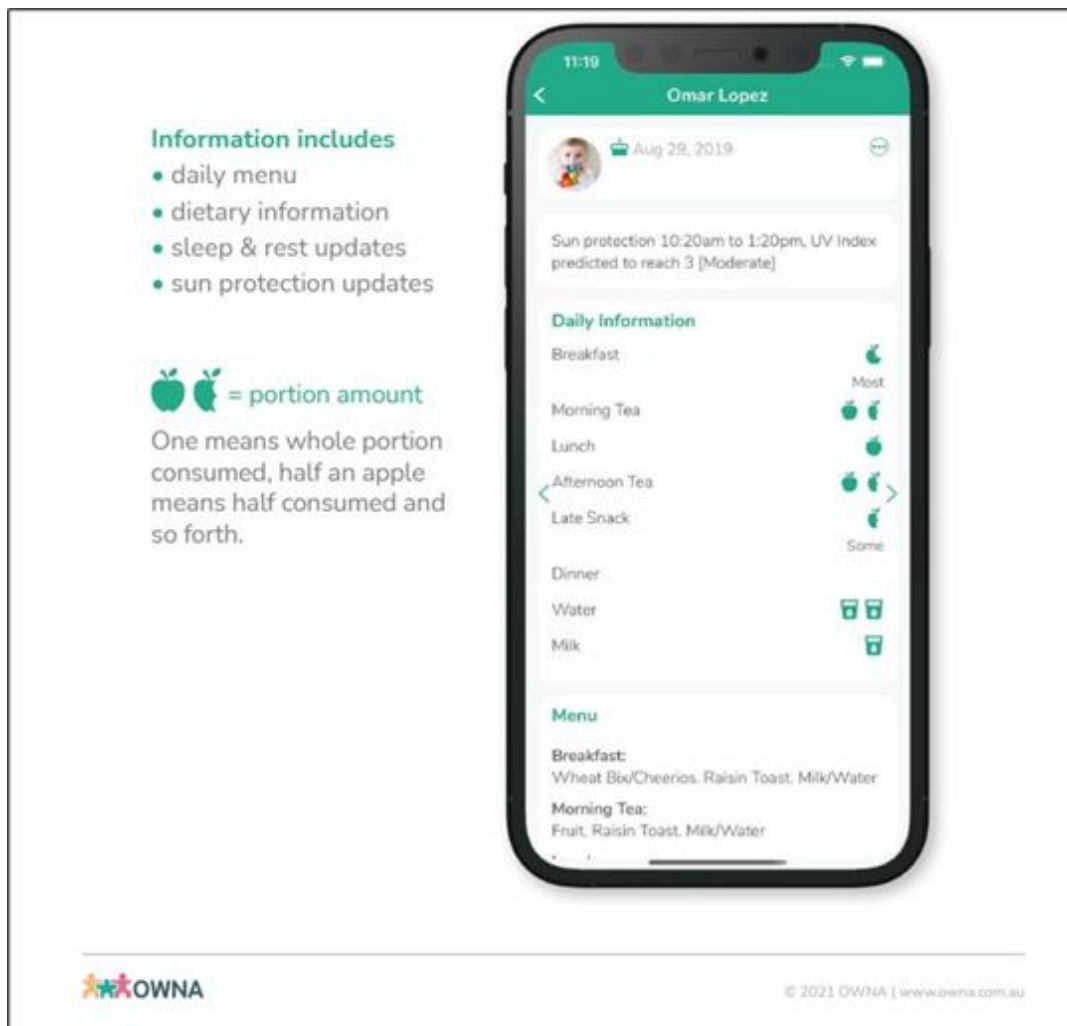 Information includes
• daily menu
• dietary information
• sleep & rest updates
• sun protection updates
= portion amount
One means whole portion
consumed, half an apple
means half consumed and
so forth.
11:19
Omar Lopez
Aug 29, 2019
Sun protection 10:20am to 1:20pm, UV Index
predicted to reach 3 [Moderate]
Daily Information
Breakfast
Most
Morning Tea
Lunch
Afternoon Tea
Late Snack
Some
Dinner
Water
Milk
Menu
Breakfast:
Wheat Bix/Cheerios. Raisin Toast. Milk/Water
Morning Tea:
Fruit. Raisin Toast. Milk/Water
OWNA
© 2021 OWNA | www.owna.com.au